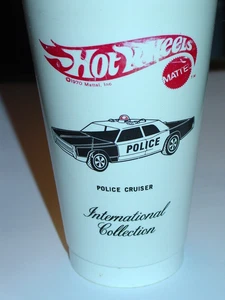 Hot Wheels
©1970 Mattel, Inc.
MATTEL
POLICE
POLICE CRUISER
International
Collection